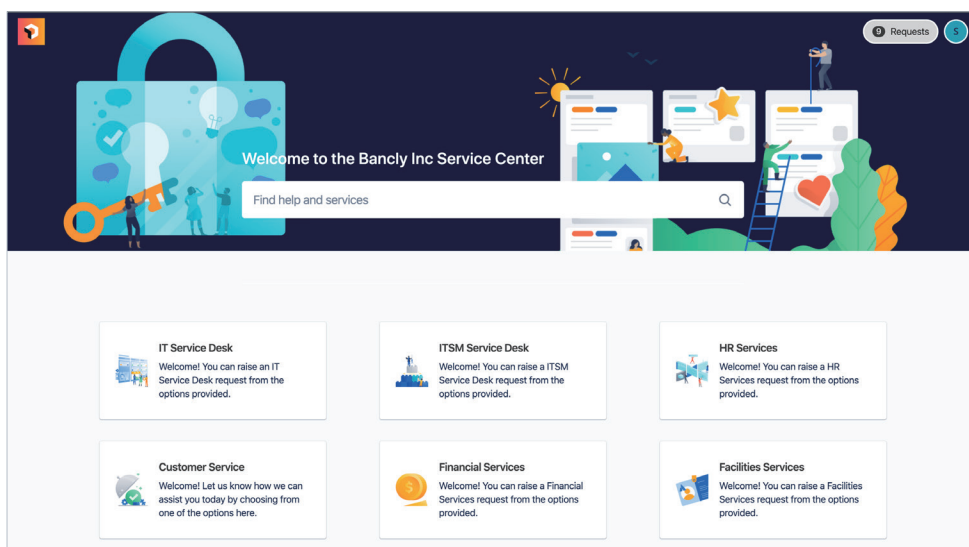 9 Requests S
Welcome to the Bancly Inc Service Center
Find help and services
IT Service Desk
Welcome! You can raise an IT
Service Desk request from the
options provided.
ITSM Service Desk
Welcome! You can raise a ITSM
Service Desk request from the
options provided.
HR Services
Welcome! You can raise a HR
Services request from the options
provided.
Customer Service
Welcome! Let us know how we can
assist you today by choosing from
one of the options here.
Financial Services
Welcome! You can raise a Financial
Services request from the options
provided.
Facilities Services
Welcome! You can raise a Facilities
Services request from the options
provided.